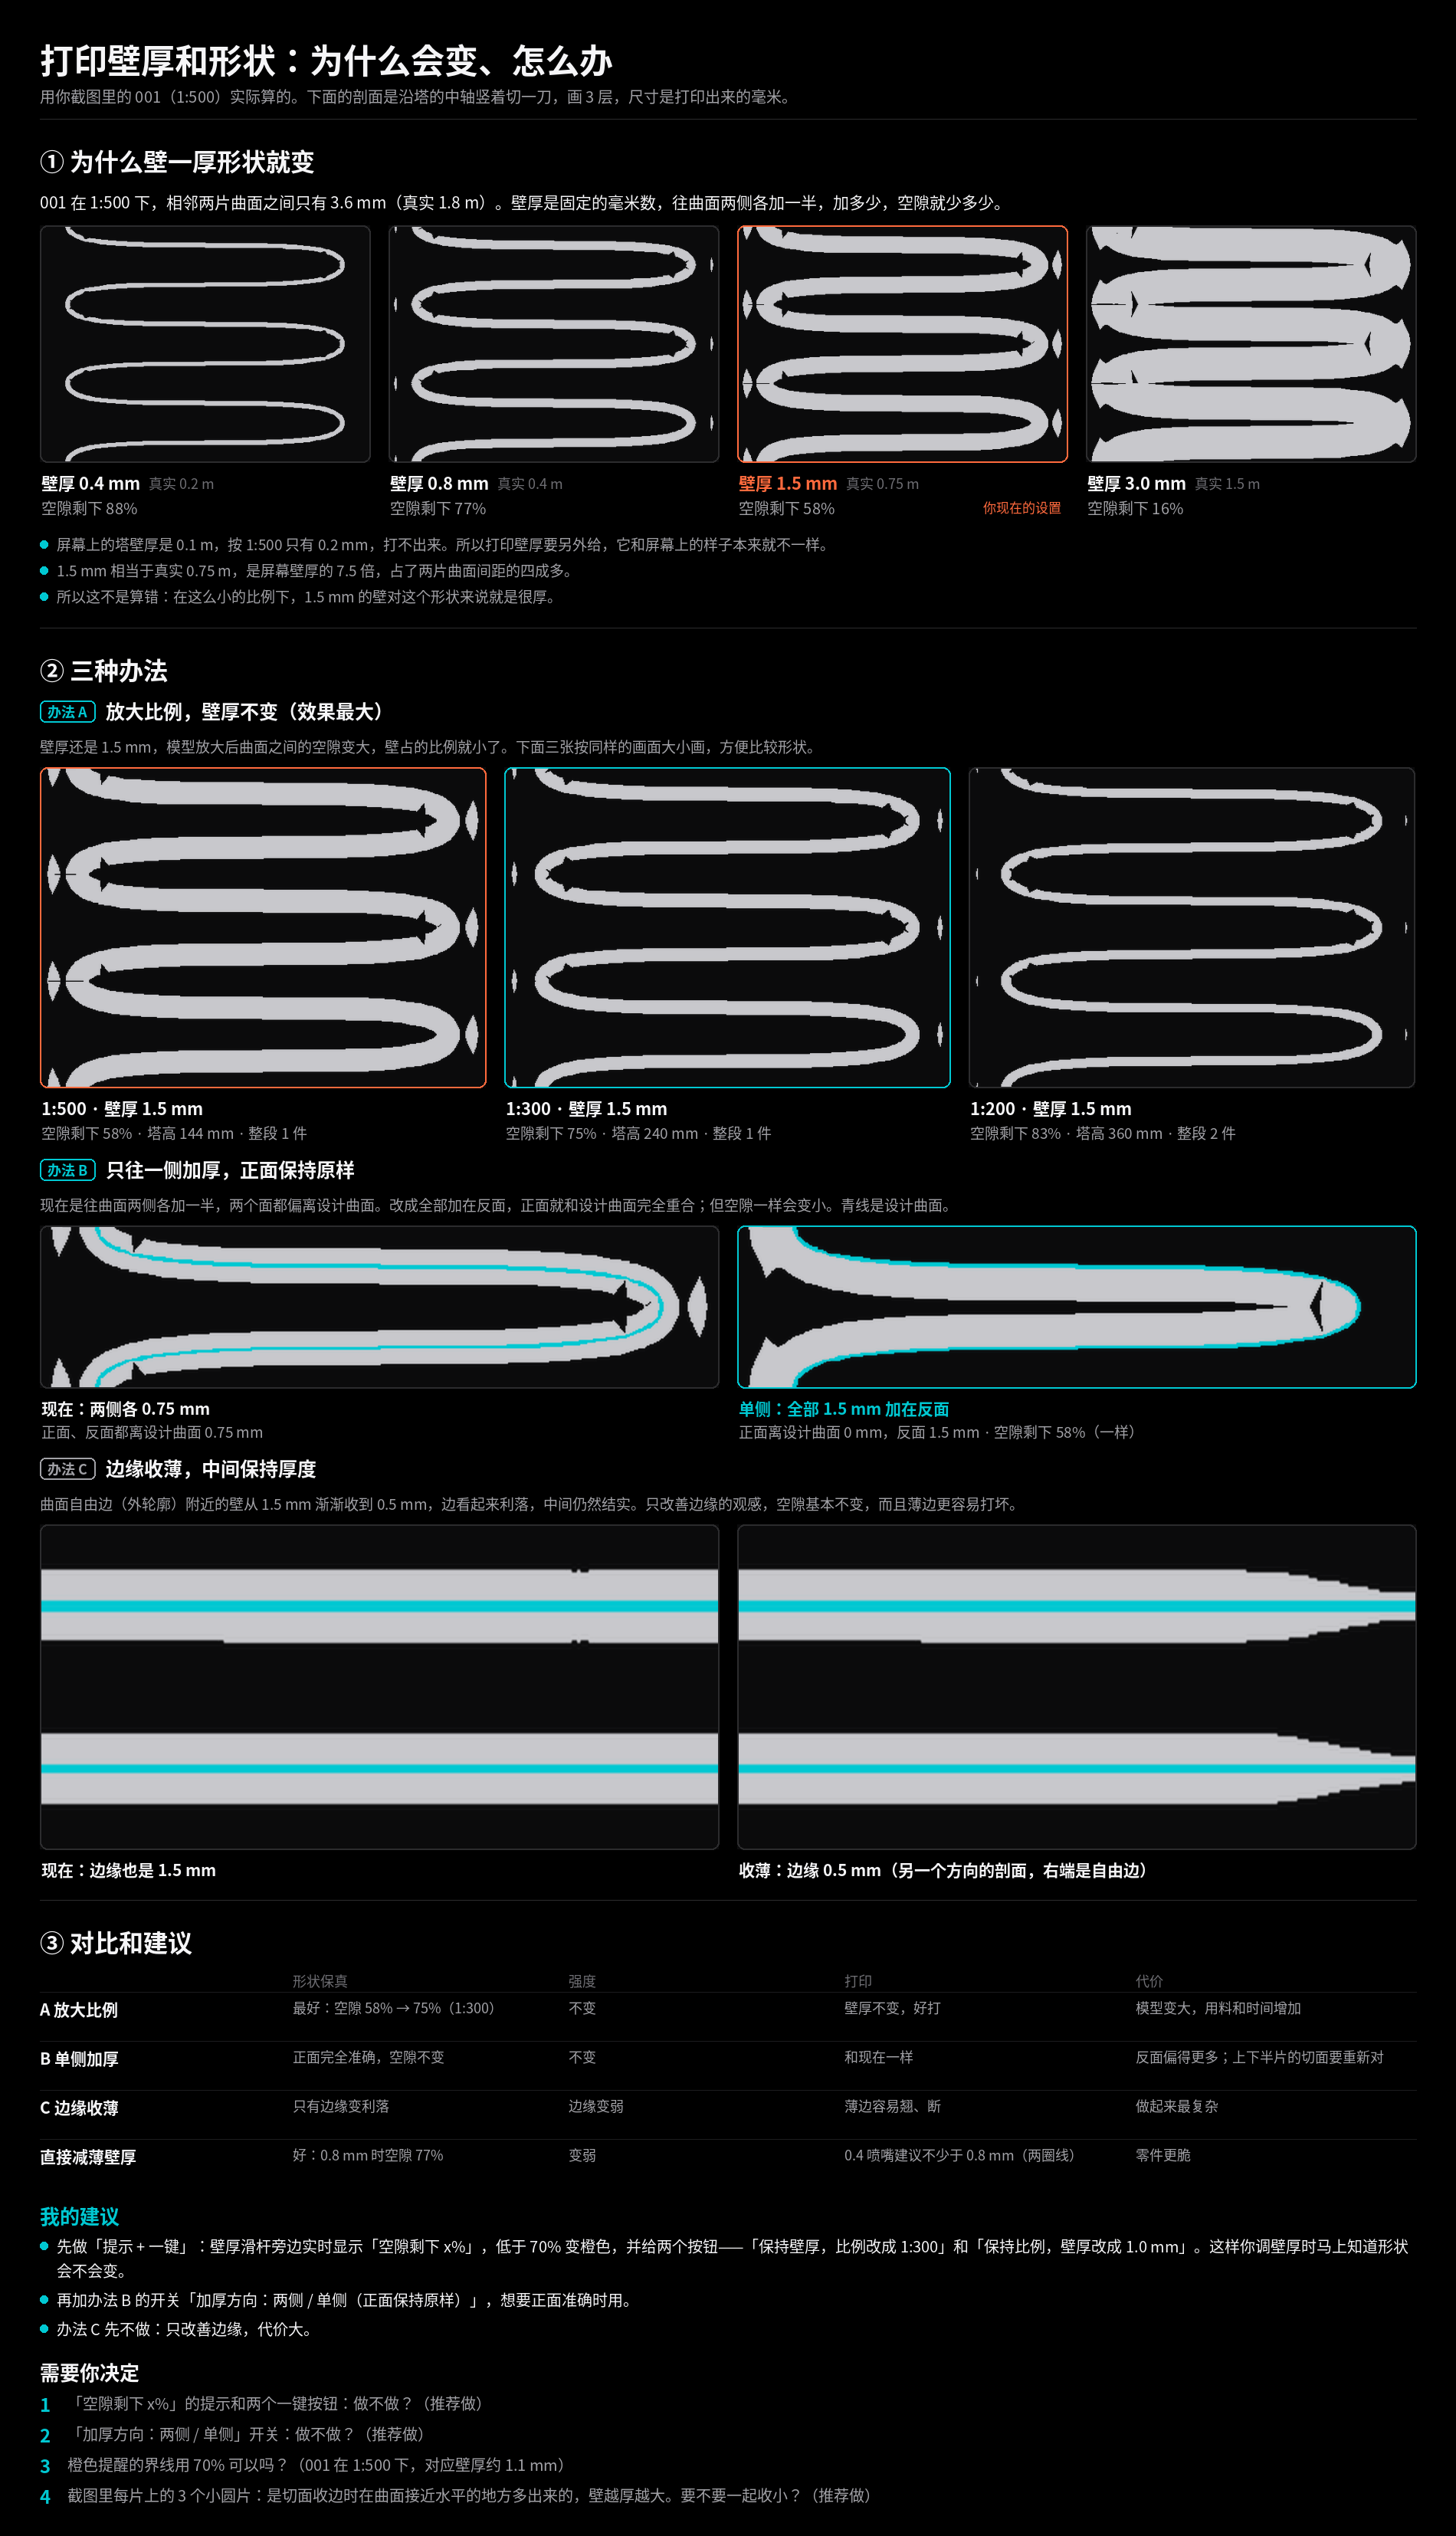 打印壁厚和形状：为什么会变、怎么办
用你截图里的 001（1:500）实际算的。下面的剖面是沿塔的中轴竖着切一刀，画 3 层，尺寸是打印出来的毫米。
① 为什么壁一厚形状就变
001 在 1:500 下，相邻两片曲面之间只有 3.6 mm（真实 1.8 m）。壁厚是固定的毫米数，往曲面两侧各加一半，加多少，空隙就少多少。
壁厚 0.4 mm 真实 0.2 m
空隙剩下 88%
壁厚 0.8 mm 真实 0.4 m
空隙剩下 77%
壁厚 1.5 mm 真实 0.75 m
空隙剩下 58%
你现在的设置
壁厚 3.0 mm 真实 1.5 m
空隙剩下 16%
屏幕上的塔壁厚是 0.1 m，按 1:500 只有 0.2 mm，打不出来。所以打印壁厚要另外给，它和屏幕上的样子本来就不一样。
1.5 mm 相当于真实 0.75 m，是屏幕壁厚的 7.5 倍，占了两片曲面间距的四成多。
所以这不是算错：在这么小的比例下，1.5 mm 的壁对这个形状来说就是很厚。
② 三种办法
办法 A 放大比例，壁厚不变（效果最大）
壁厚还是 1.5 mm，模型放大后曲面之间的空隙变大，壁占的比例就小了。下面三张按同样的画面大小画，方便比较形状。
1:500 · 壁厚 1.5 mm
空隙剩下 58% · 塔高 144 mm · 整段 1 件
1:300 · 壁厚 1.5 mm
空隙剩下 75% · 塔高 240 mm · 整段 1 件
1:200 · 壁厚 1.5 mm
空隙剩下 83% · 塔高 360 mm · 整段 2 件
办法 B 只往一侧加厚，正面保持原样
现在是往曲面两侧各加一半，两个面都偏离设计曲面。改成全部加在反面，正面就和设计曲面完全重合；但空隙一样会变小。青线是设计曲面。
现在：两侧各 0.75 mm
正面、反面都离设计曲面 0.75 mm
单侧：全部 1.5 mm 加在反面
正面离设计曲面 0 mm，反面 1.5 mm · 空隙剩下 58%（一样）
办法 C 边缘收薄，中间保持厚度
曲面自由边（外轮廓）附近的壁从 1.5 mm 渐渐收到 0.5 mm，边看起来利落，中间仍然结实。只改善边缘的观感，空隙基本不变，而且薄边更容易打坏。
现在：边缘也是 1.5 mm
收薄：边缘 0.5 mm（另一个方向的剖面，右端是自由边）
③ 对比和建议
形状保真 强度 打印 代价
A 放大比例 最好：空隙 58% → 75%（1:300） 不变 壁厚不变，好打 模型变大，用料和时间增加
B 单侧加厚 正面完全准确，空隙不变 不变 和现在一样 反面偏得更多；上下半片的切面要重新对
C 边缘收薄 只有边缘变利落 边缘变弱 薄边容易翘、断 做起来最复杂
直接减薄壁厚 好：0.8 mm 时空隙 77% 变弱 0.4 喷嘴建议不少于 0.8 mm（两圈线） 零件更脆
我的建议
先做「提示 + 一键」：壁厚滑杆旁边实时显示「空隙剩下 x%」，低于 70% 变橙色，并给两个按钮——「保持壁厚，比例改成 1:300」和「保持比例，壁厚改成 1.0 mm」。这样你调壁厚时马上知道形状
会不会变。
再加办法 B 的开关「加厚方向：两侧 / 单侧（正面保持原样）」，想要正面准确时用。
办法 C 先不做：只改善边缘，代价大。
需要你决定
1 「空隙剩下 x%」的提示和两个一键按钮：做不做？（推荐做）
2 「加厚方向：两侧 / 单侧」开关：做不做？（推荐做）
3 橙色提醒的界线用 70% 可以吗？（001 在 1:500 下，对应壁厚约 1.1 mm）
4 截图里每片上的 3 个小圆片：是切面收边时在曲面接近水平的地方多出来的，壁越厚越大。要不要一起收小？（推荐做）